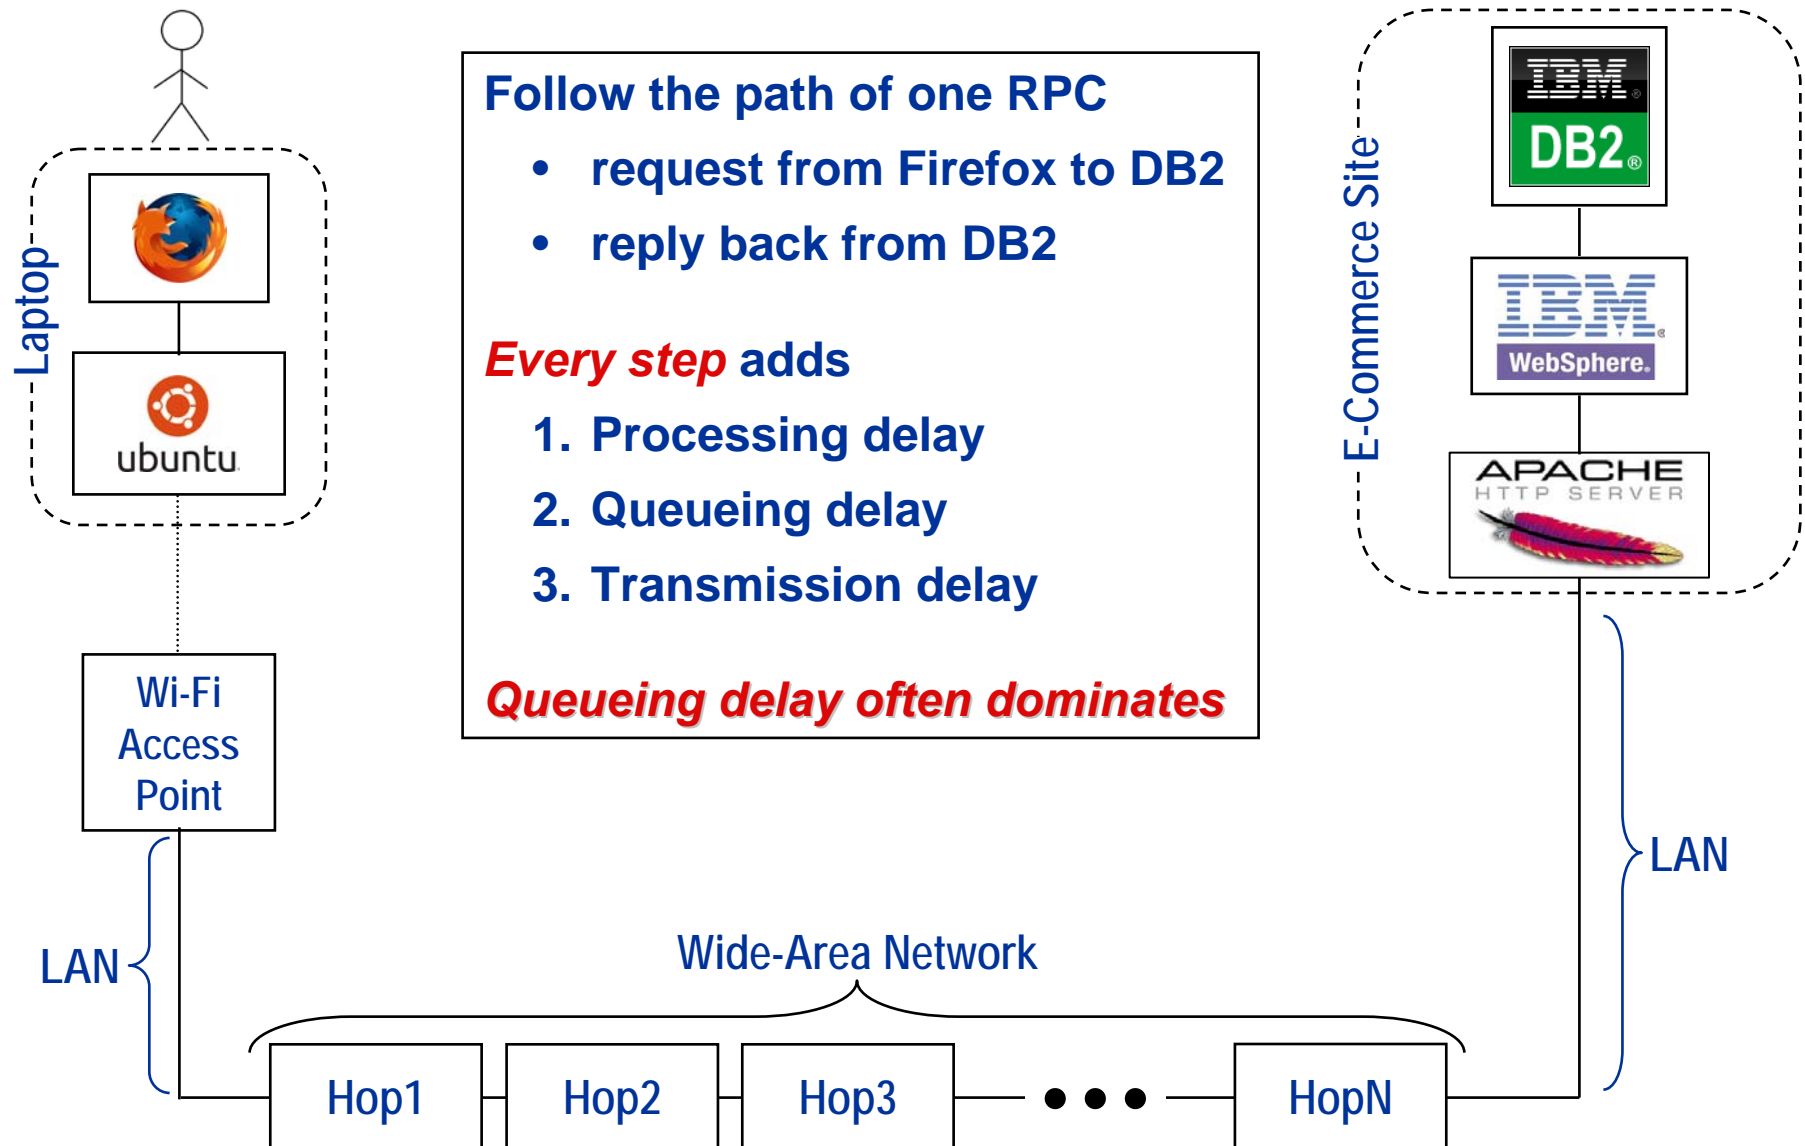 Laptop
ubuntu
Wi-Fi
Access
Point
LAN
Follow the path of one RPC
• request from Firefox to DB2
• reply back from DB2
Every step adds
1. Processing delay
2. Queueing delay
3. Transmission delay
Queueing delay often dominates
Wide-Area Network
Hop1
Hop2
Hop3
HopN
E-Commerce Site
IBM®
DB2®
IBM®
WebSphere.
APACHE
HTTP SERVER
LAN